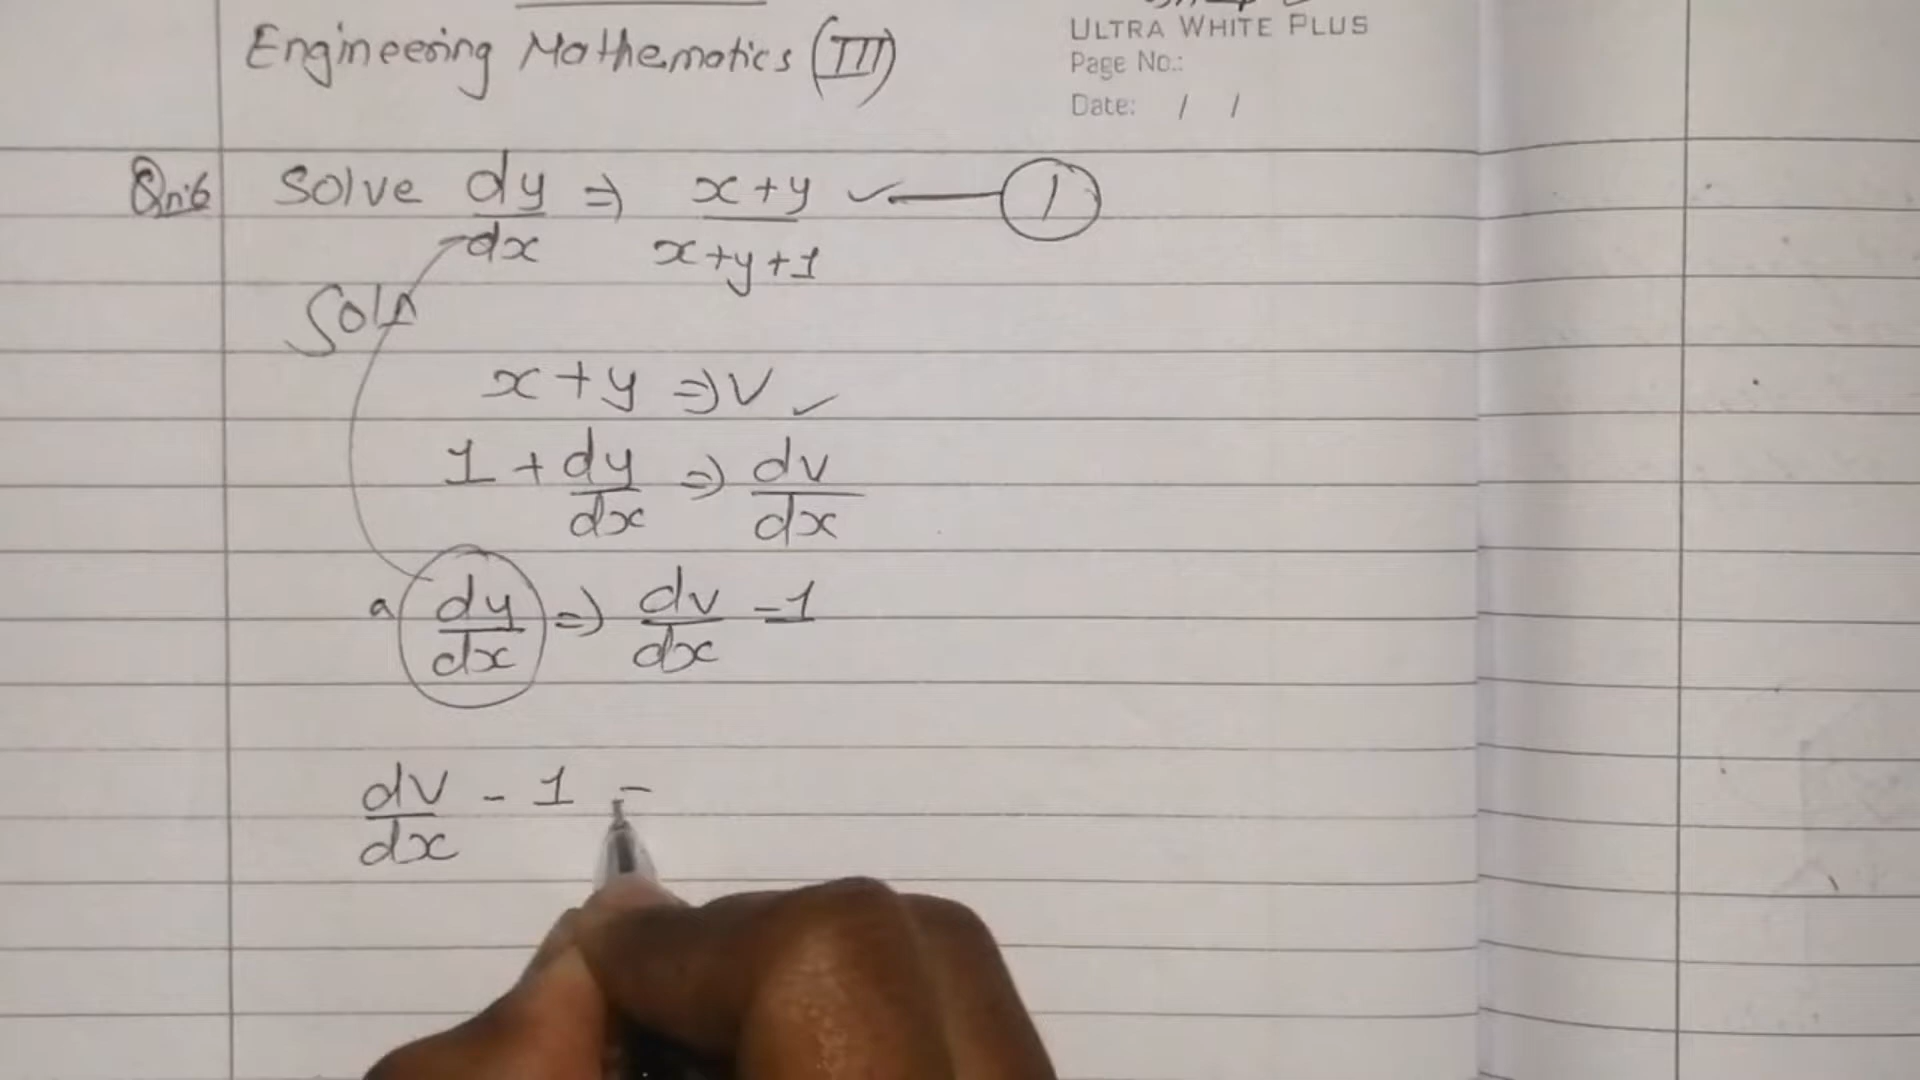 Engineering Mathematics (III)
ULTRA WHITE PLUS
Page No.:
Date: / /
Qn:6 Solve dy/dx ⇒ x+y/x+y+1 ✓ — 1
Soln
x+y ⇒ v ✓
1 + dy/dx ⇒ dv/dx
a dy/dx ⇒ dv/dx -1
dv/dx - 1 -